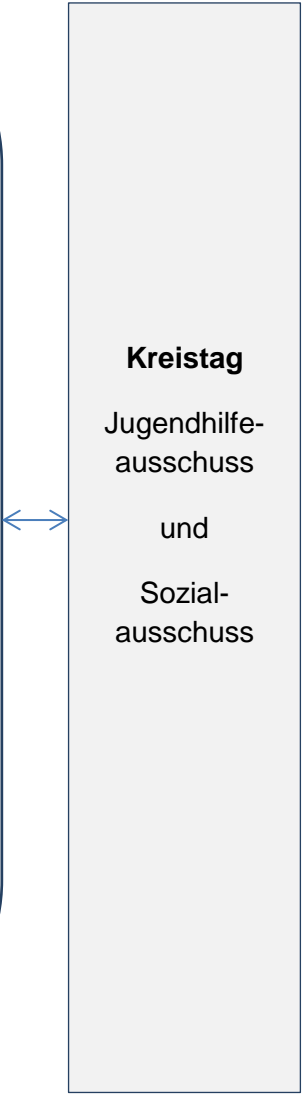 Kreistag
Jugendhilfe-
ausschuss
und
Sozial-
ausschuss